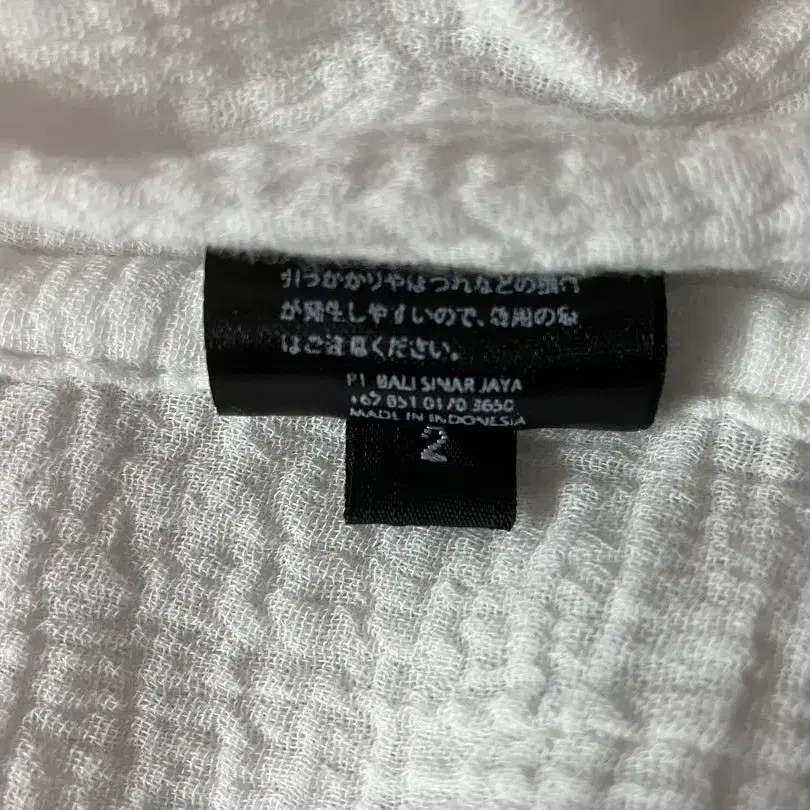 引っかかりやほつれなどの損傷
が発生しやすいので、着用の際
はご注意ください。
PT. BALI SINAR JAYA
+62 851 0170 3650
MADE IN INDONESIA
2